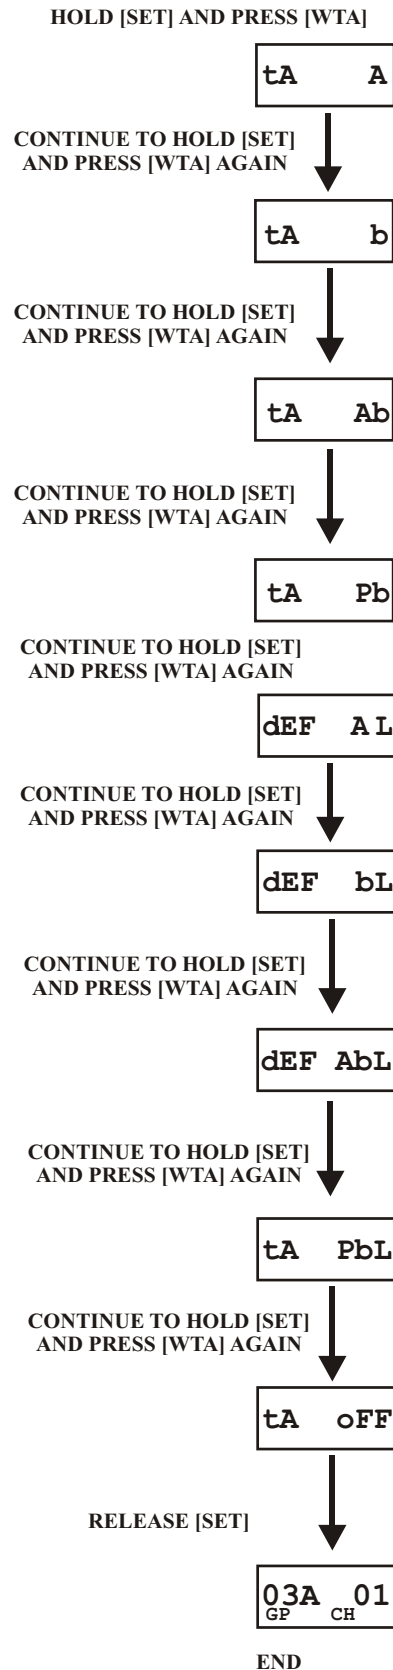 HOLD [SET] AND PRESS [WTA]
tA A
CONTINUE TO HOLD [SET]
AND PRESS [WTA] AGAIN
tA b
CONTINUE TO HOLD [SET]
AND PRESS [WTA] AGAIN
tA Ab
CONTINUE TO HOLD [SET]
AND PRESS [WTA] AGAIN
tA Pb
CONTINUE TO HOLD [SET]
AND PRESS [WTA] AGAIN
dEF A L
CONTINUE TO HOLD [SET]
AND PRESS [WTA] AGAIN
dEF bL
CONTINUE TO HOLD [SET]
AND PRESS [WTA] AGAIN
dEF AbL
CONTINUE TO HOLD [SET]
AND PRESS [WTA] AGAIN
tA PbL
CONTINUE TO HOLD [SET]
AND PRESS [WTA] AGAIN
tA oFF
RELEASE [SET]
03A 01
GP CH
END